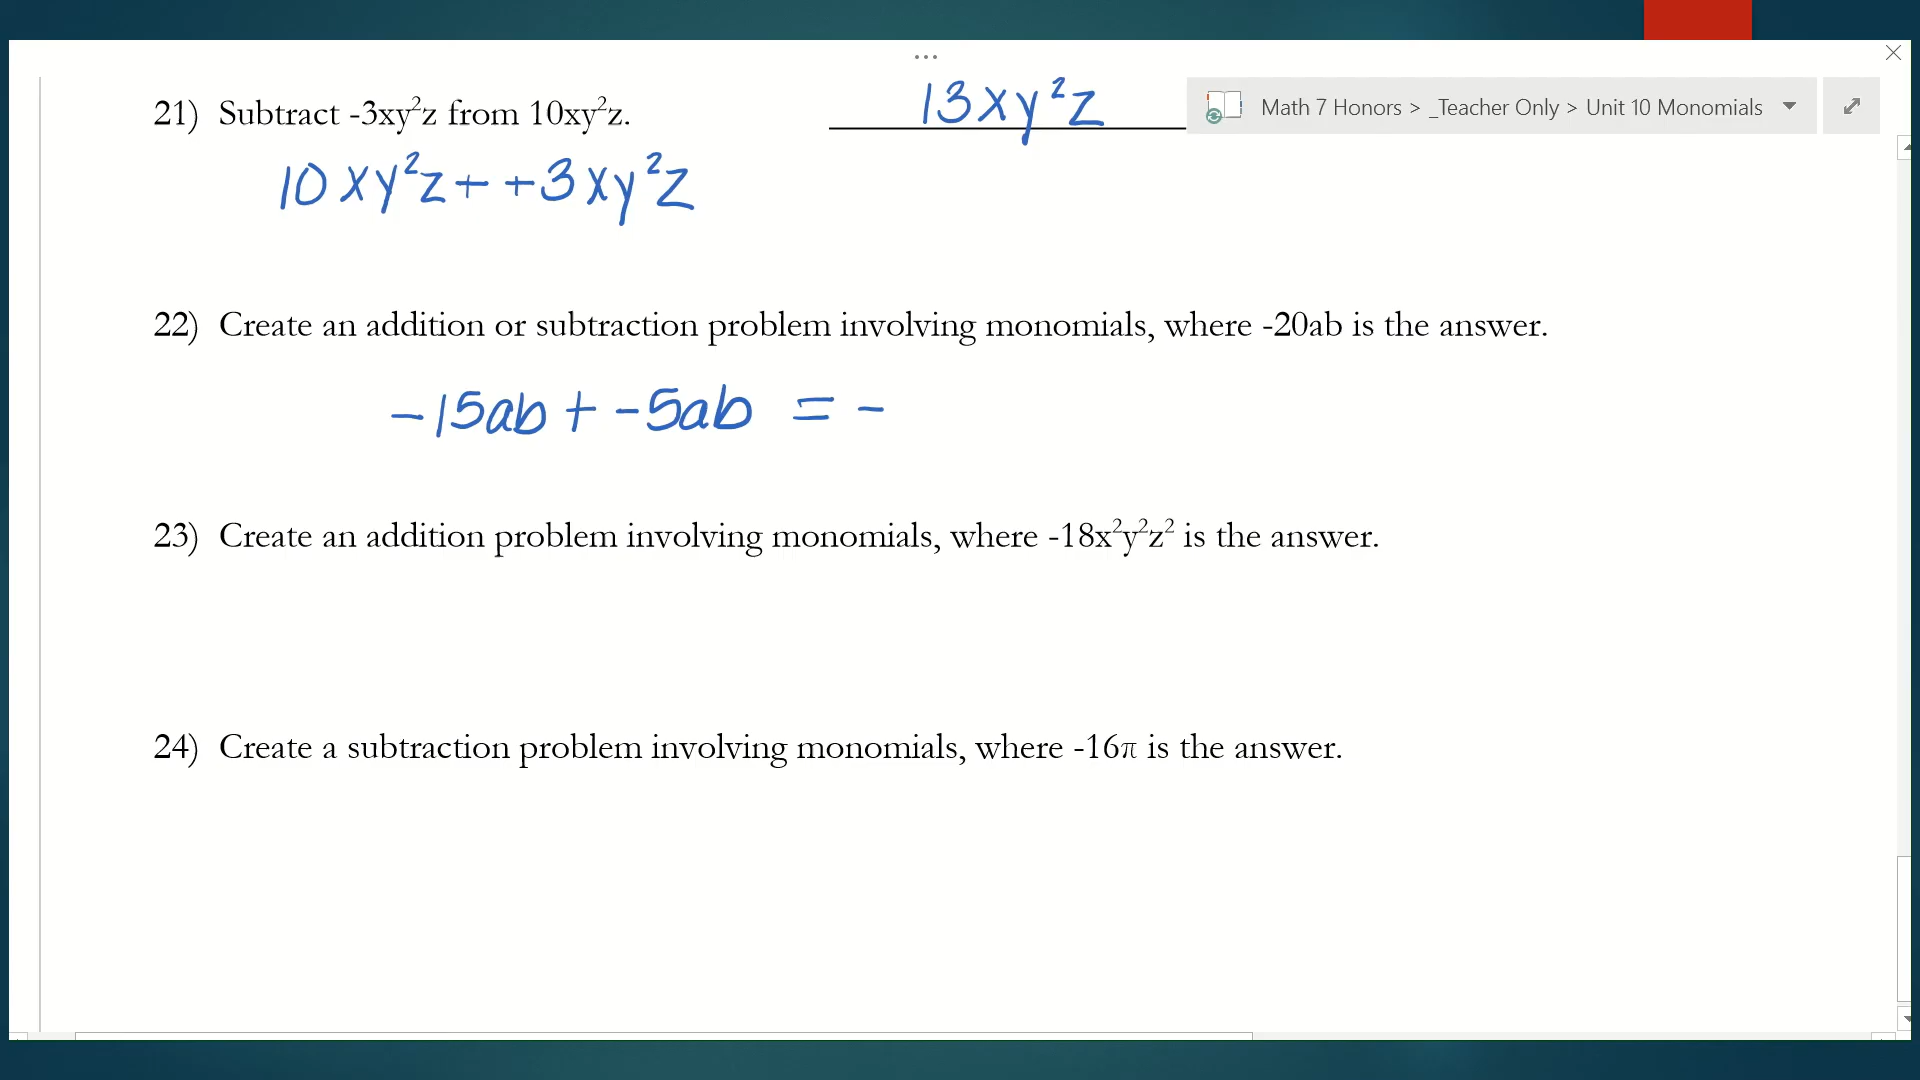 21) Subtract -3xy²z from 10xy²z. 13xy²z
Math 7 Honors > _Teacher Only > Unit 10 Monomials
10xy²z + +3xy²z
22) Create an addition or subtraction problem involving monomials, where -20ab is the answer.
-15ab + -5ab = -
23) Create an addition problem involving monomials, where -18x²y²z² is the answer.
24) Create a subtraction problem involving monomials, where -16π is the answer.